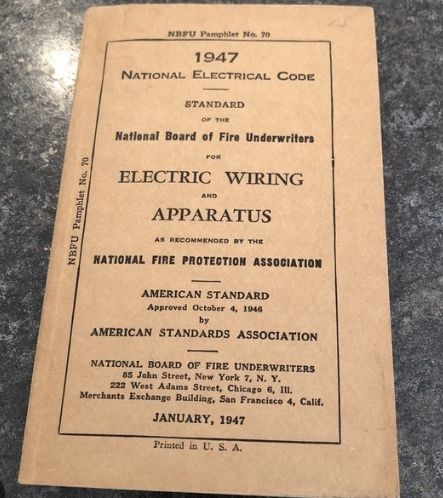 NBFU Pamphlet No. 70
1947
NATIONAL ELECTRICAL CODE
STANDARD
OF THE
National Board of Fire Underwriters
FOR
ELECTRIC WIRING
AND
APPARATUS
AS RECOMMENDED BY THE
NATIONAL FIRE PROTECTION ASSOCIATION
AMERICAN STANDARD
Approved October 4, 1946
by
AMERICAN STANDARDS ASSOCIATION
NATIONAL BOARD OF FIRE UNDERWRITERS
85 John Street, New York 7, N. Y.
222 West Adams Street, Chicago 6, Ill.
Merchants Exchange Building, San Francisco 4, Calif.
JANUARY, 1947
Printed in U. S. A.
NBFU Pamphlet No. 70